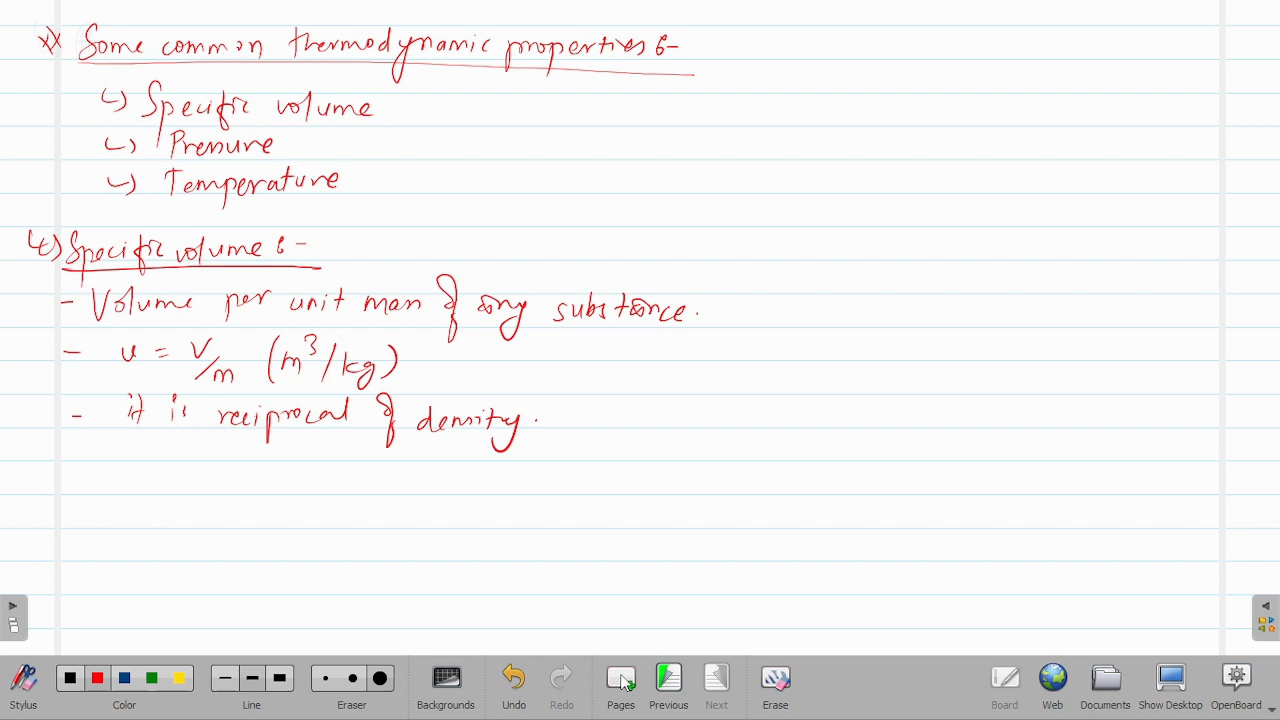 Some common thermodynamic properties :-
↳ Specific volume
↳ Pressure
↳ Temperature
↳ Specific volume :-
- Volume per unit mass of any substance.
- v = V/m (m³/kg)
- it is reciprocal of density.
Stylus
Color
Line
Eraser
Backgrounds
Undo
Redo
Pages
Previous
Next
Erase
Board
Web
Documents
Show Desktop
OpenBoard